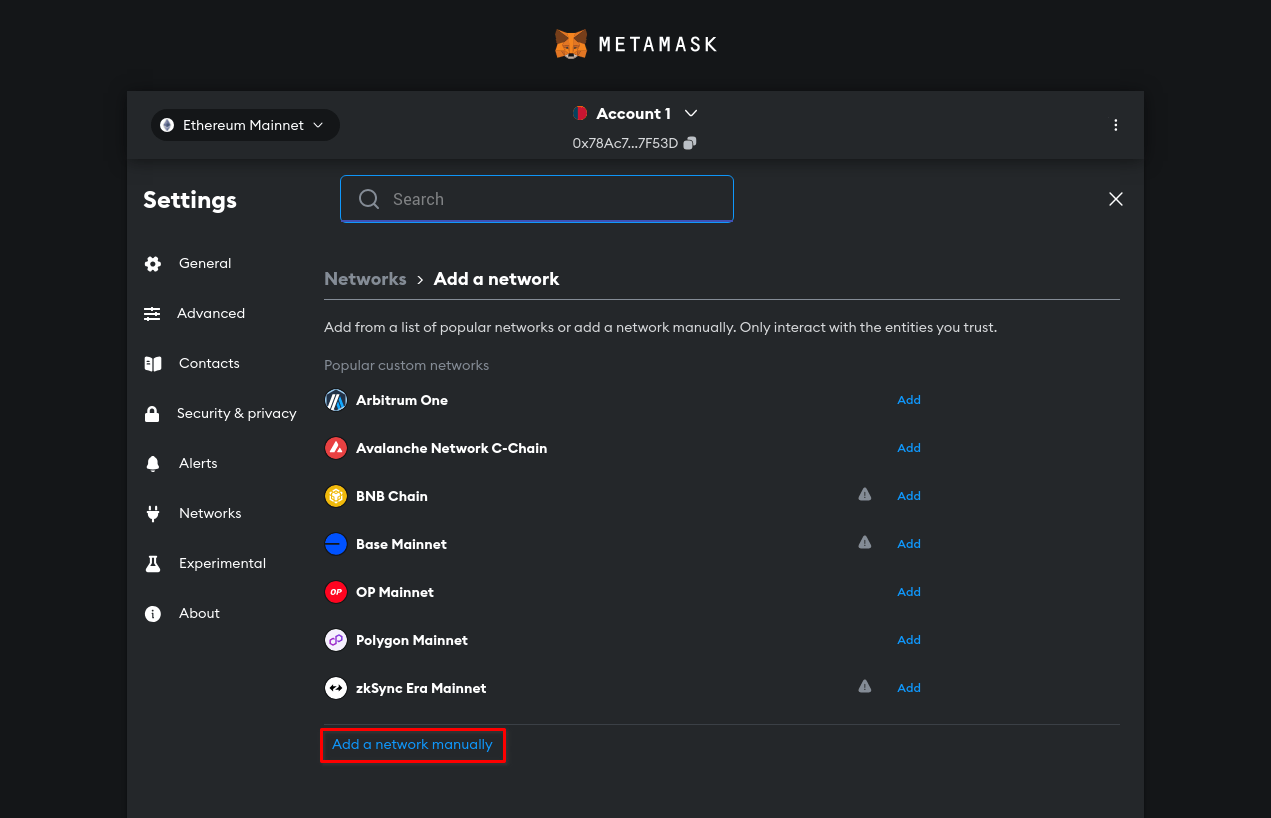 METAMASK
Ethereum Mainnet
Account 1
0x78Ac7...7F53D
Settings
Search
General
Advanced
Contacts
Security & privacy
Alerts
Networks
Experimental
About
Networks > Add a network
Add from a list of popular networks or add a network manually. Only interact with the entities you trust.
Popular custom networks
Arbitrum One Add
Avalanche Network C-Chain Add
BNB Chain Add
Base Mainnet Add
OP OP Mainnet Add
Polygon Mainnet Add
zkSync Era Mainnet Add
Add a network manually